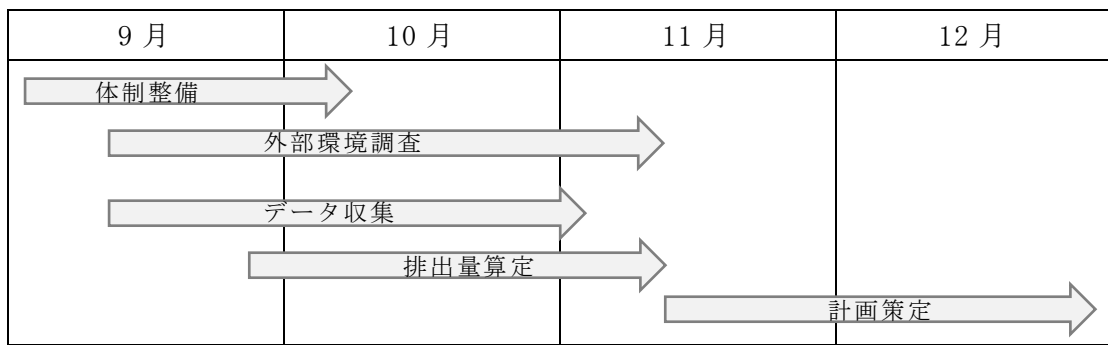 9月 10月 11月 12月
体制整備
外部環境調査
データ収集
排出量算定
計画策定